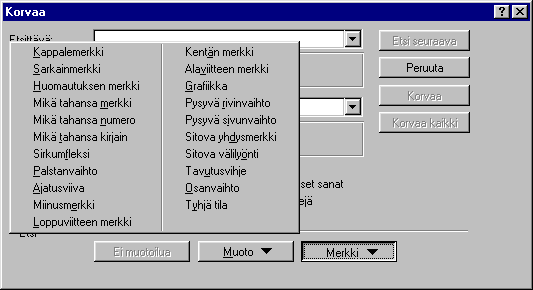 Korvaa
Etsittävä:
Etsi seuraava
Peruuta
Korvaa
Korvaa kaikki
Kappalemerkki
Sarkainmerkki
Huomautuksen merkki
Mikä tahansa merkki
Mikä tahansa numero
Mikä tahansa kirjain
Sirkumfleksi
Palstanvaihto
Ajatusviiva
Miinusmerkki
Loppuviitteen merkki
Kentän merkki
Alaviitteen merkki
Grafiikka
Pysyvä rivinvaihto
Pysyvä sivunvaihto
Sitova yhdysmerkki
Sitova välilyönti
Tavutusvihje
Osanvaihto
Tyhjä tila
set sanat
ejä
Etsi
Ei muotoilua
Muoto
Merkki